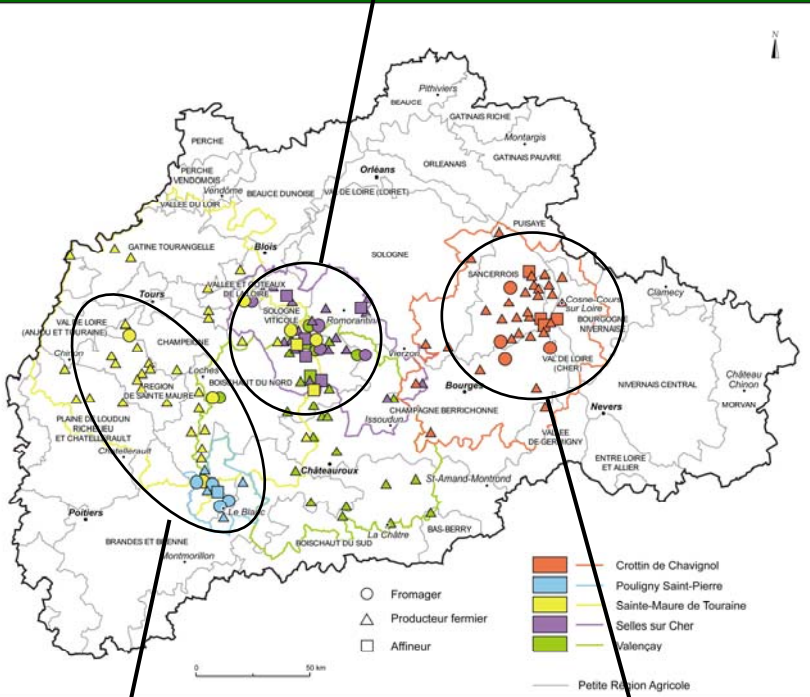 N
Pithiviers
BEAUCE
GATINAIS RICHE
Montargis
GATINAIS PAUVRE
PERCHE
ORLEANAIS
Orléans
PERCHE
VENDOMOIS
Vendôme
BEAUCE DUNOISE
VAL DE LOIRE (LOIRET)
VALLEE DU LOIR
PUISAYE
GATINE TOURANGELLE
Blois
SOLOGNE
SANCERROIS
Clamecy
VALLEE ET COTEAUX
DE LA LOIRE
Tours
Cosne-Cours
sur Loire
SOLOGNE
VITICOLE
Romorantin
BOURGOGNE
NIVERNAISE
VAL DE LOIRE
(ANJOU ET TOURAINE)
CHAMPEIGNE
Chinon
Vierzon
VAL DE LOIRE
(CHER)
Loches
BOISCHAUT DU NORD
Bourges
NIVERNAIS CENTRAL
Château
Chinon
REGION
DE SAINTE MAURE
MORVAN
Nevers
CHAMPAGNE BERRICHONNE
Issoudun
PLAINE DE LOUDUN
RICHELIEU
ET CHATELLERAULT
VALLEE
DE GERMIGNY
Chatellerault
ENTRE LOIRE
ET ALLIER
Châteauroux
St-Amand-Montrond
Poitiers
Le Blanc
BAS-BERRY
La Châtre
BRANDES ET BRENNE
BOISCHAUT DU SUD
Montmorillon
Fromager
Producteur fermier
Affineur
Crottin de Chavignol
Pouligny Saint-Pierre
Sainte-Maure de Touraine
Selles sur Cher
Valençay
Petite Région Agricole
0 50 km